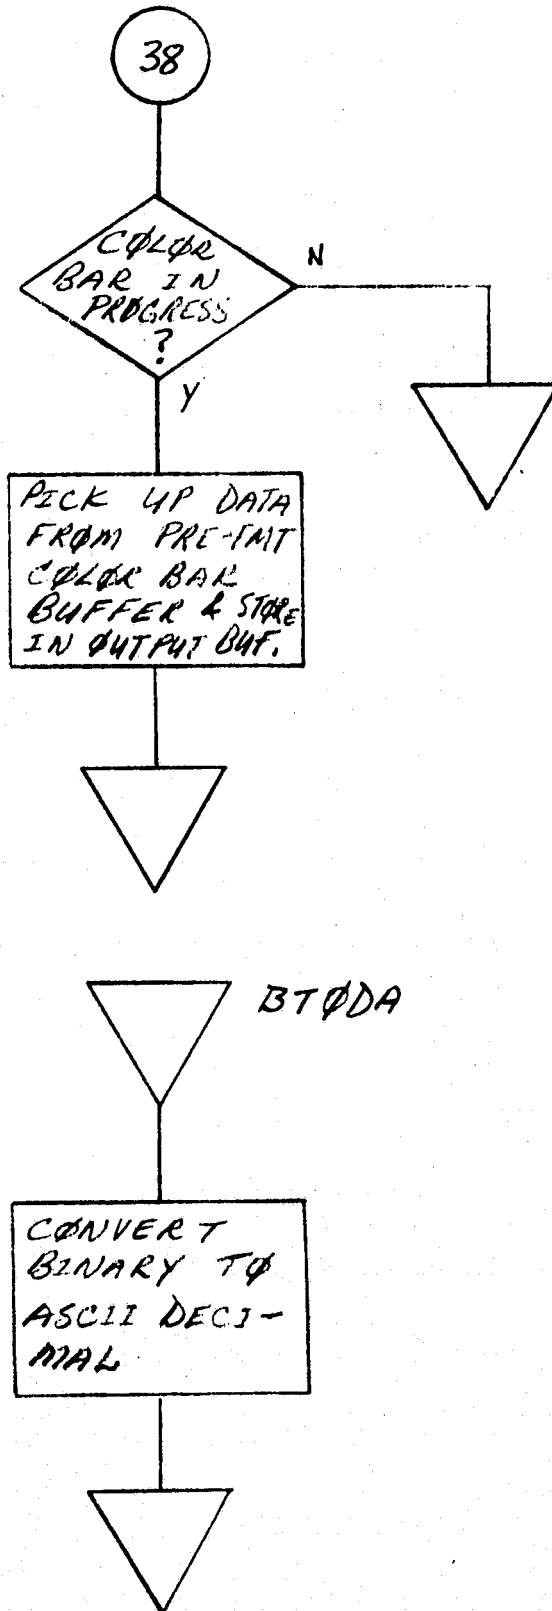 38
CØLØR
BAR IN
PRØGRESS
?
N
Y
PICK UP DATA
FRØM PRE-FMT
CØLØR BAR
BUFFER & STØRE
IN ØUTPUT BUF.
BTØDA
CØNVERT
BINARY TØ
ASCII DECI-
MAL